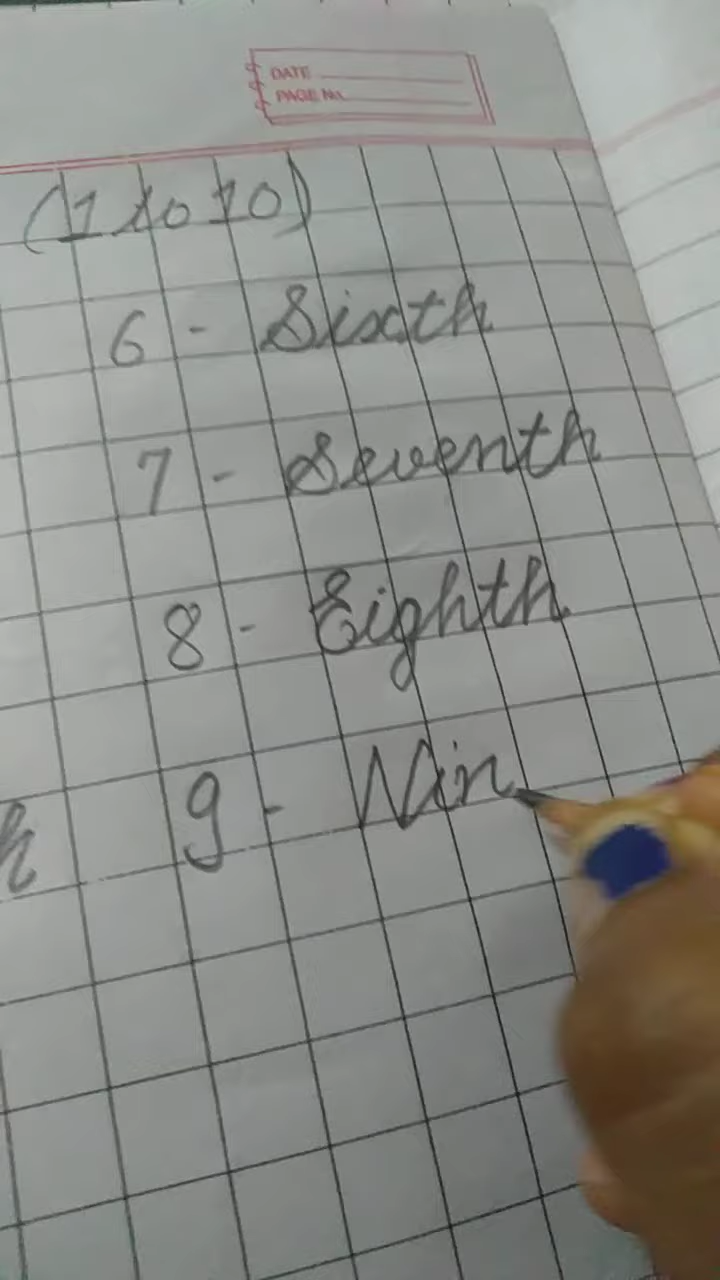 DATE
PAGE No.
(1 to 10)
6 - Sixth
7 - Seventh
8 - Eighth
h 9 - Nin